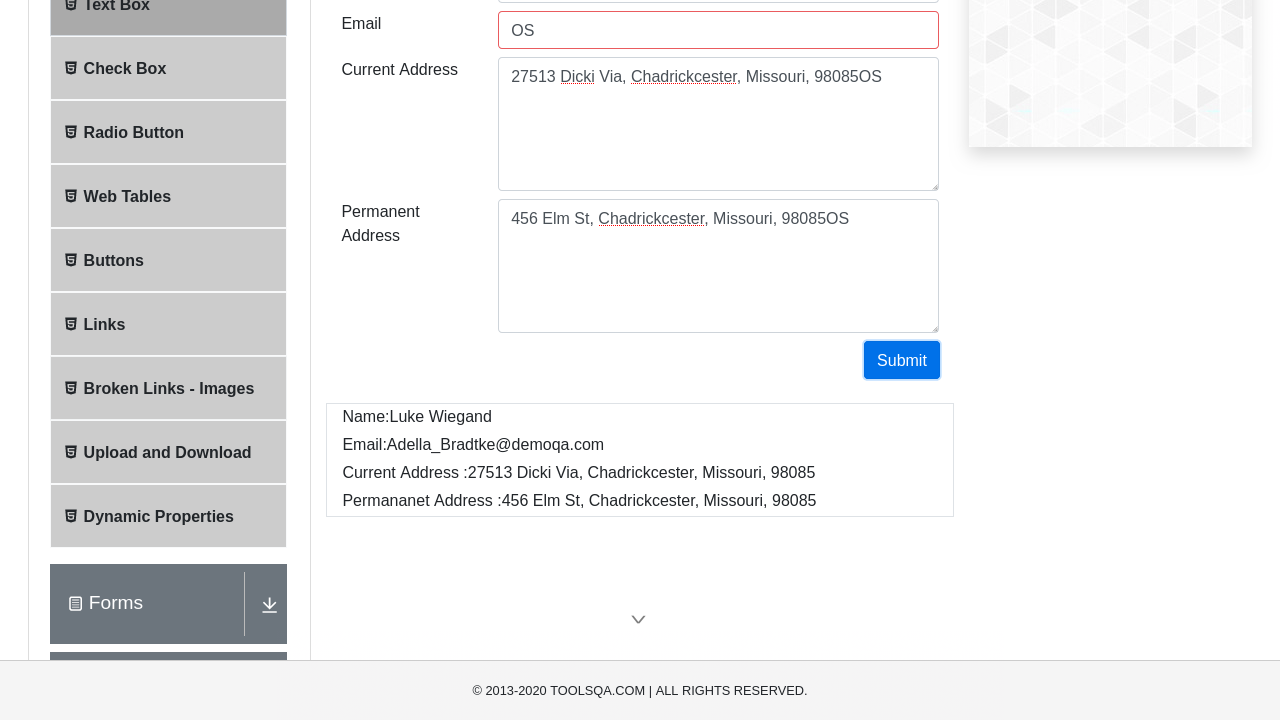 Text Box
Check Box
Radio Button
Web Tables
Buttons
Links
Broken Links - Images
Upload and Download
Dynamic Properties
Forms
Email
OS
Current Address
27513 Dicki Via, Chadrickcester, Missouri, 98085OS
Permanent
Address
456 Elm St, Chadrickcester, Missouri, 98085OS
Submit
Name:Luke Wiegand
Email:Adella_Bradtke@demoqa.com
Current Address :27513 Dicki Via, Chadrickcester, Missouri, 98085
Permananet Address :456 Elm St, Chadrickcester, Missouri, 98085
© 2013-2020 TOOLSQA.COM | ALL RIGHTS RESERVED.